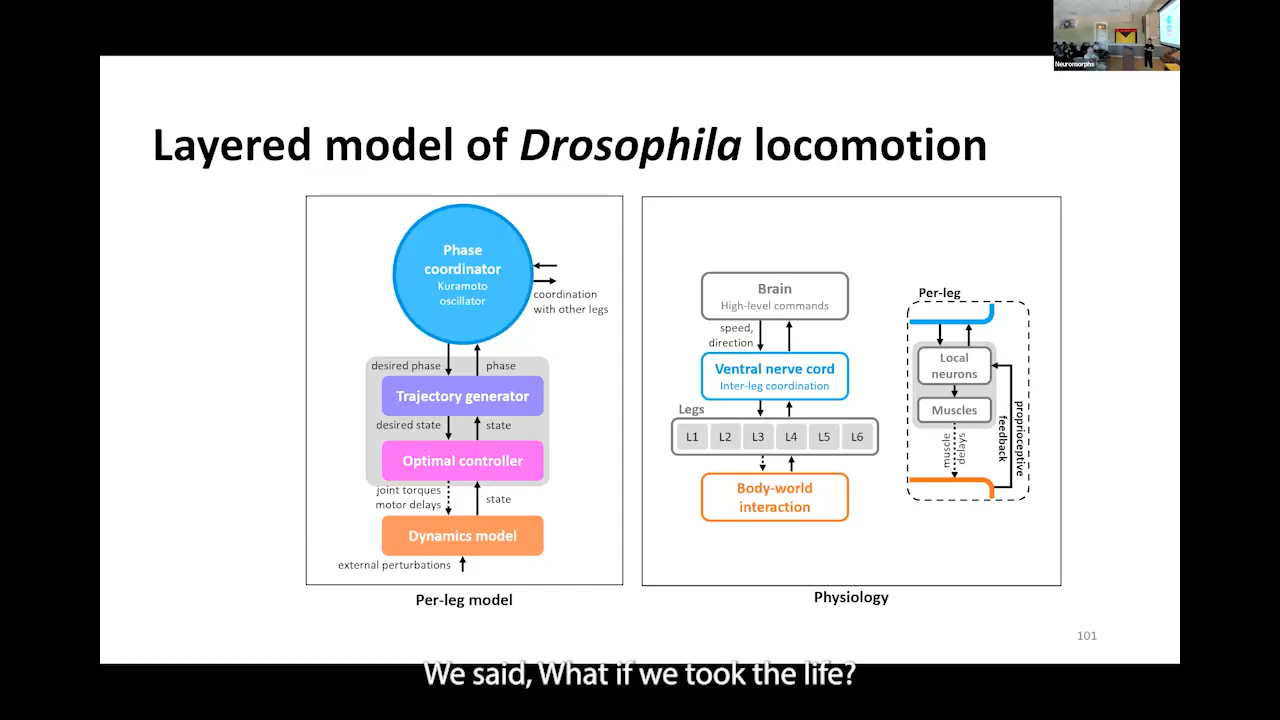 Neuromorphs
Layered model of Drosophila locomotion
Phase
coordinator
Kuramoto
oscillator
coordination
with other legs
desired phase
phase
Trajectory generator
desired state
state
Optimal controller
joint torques
motor delays
state
Dynamics model
external perturbations
Per-leg model
Brain
High-level commands
speed,
direction
Ventral nerve cord
Inter-leg coordination
Legs
L1 L2 L3 L4 L5 L6
Body-world
interaction
Per-leg
Local
neurons
Muscles
muscle
delays
proprioceptive
feedback
Physiology
101
We said, What if we took the life?